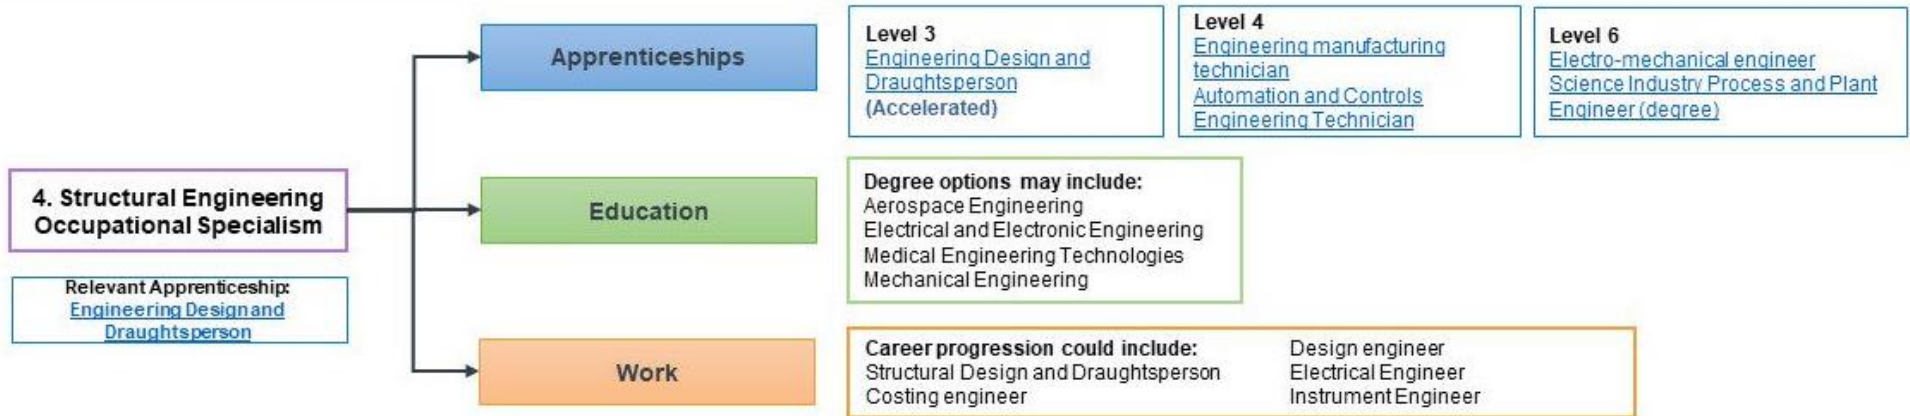 4. Structural Engineering
Occupational Specialism
Relevant Apprenticeship:
Engineering Design and
Draughtsperson
Apprenticeships
Level 3
Engineering Design and
Draughtsperson
(Accelerated)
Level 4
Engineering manufacturing
technician
Automation and Controls
Engineering Technician
Level 6
Electro-mechanical engineer
Science Industry Process and Plant
Engineer (degree)
Education
Degree options may include:
Aerospace Engineering
Electrical and Electronic Engineering
Medical Engineering Technologies
Mechanical Engineering
Work
Career progression could include:
Structural Design and Draughtsperson
Costing engineer
Design engineer
Electrical Engineer
Instrument Engineer